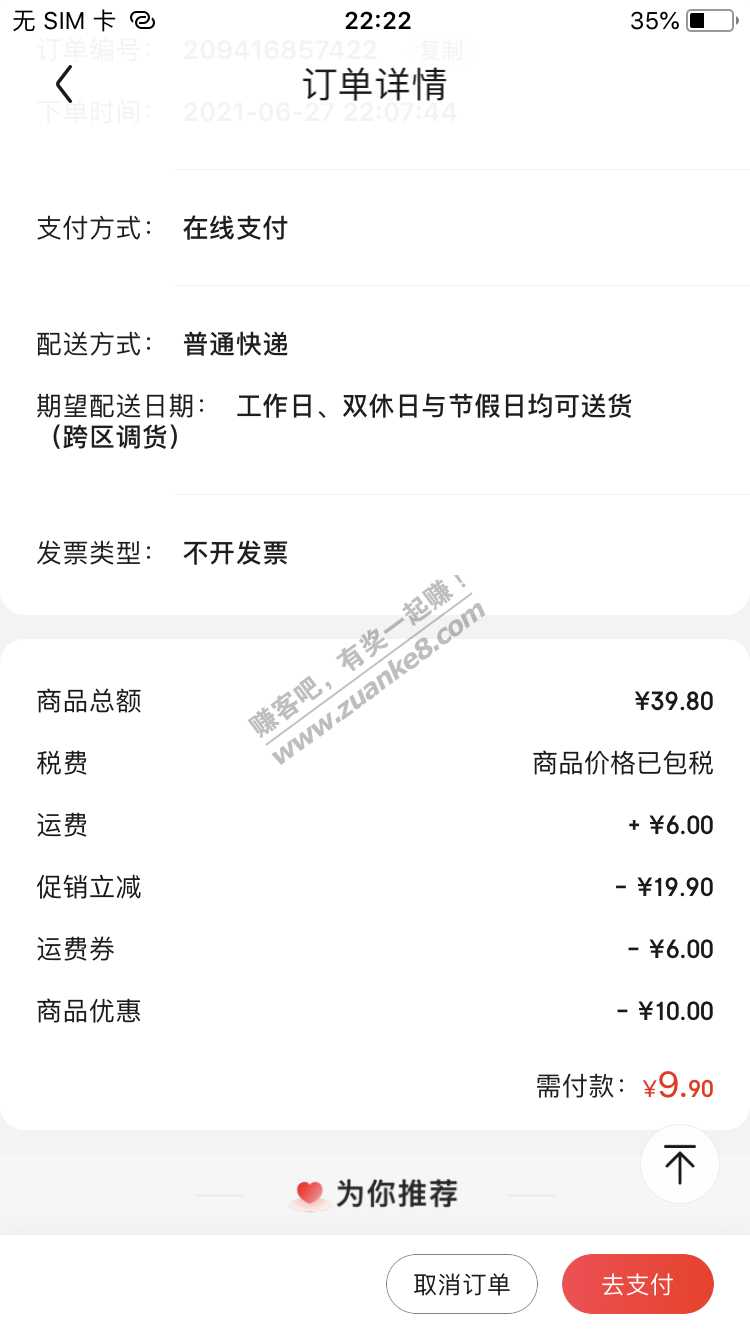 无 SIM 卡
22:22
35%
订单编号： 209416857422 复制
订单详情
下单时间： 2021-06-27 22:07:44
支付方式： 在线支付
配送方式： 普通快递
期望配送日期： 工作日、双休日与节假日均可送货
（跨区调货）
发票类型： 不开发票
赚客吧，有奖一起赚！
www.zuanke8.com
商品总额 ¥39.80
税费 商品价格已包税
运费 + ¥6.00
促销立减 - ¥19.90
运费券 - ¥6.00
商品优惠 - ¥10.00
需付款： ¥9.90
为你推荐
取消订单 去支付